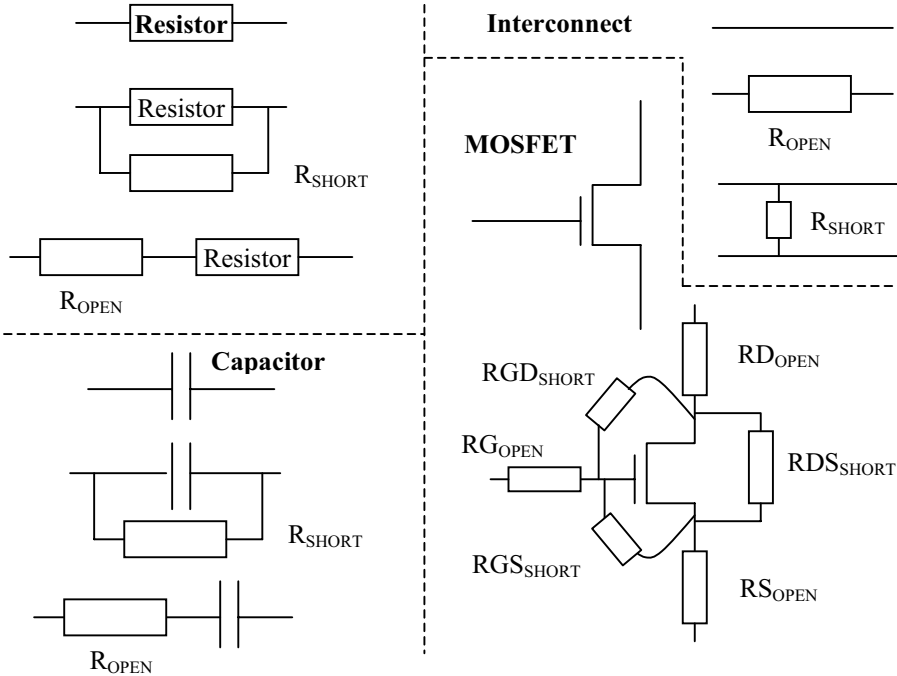 Resistor
Resistor
R_SHORT
Resistor
R_OPEN
Capacitor
R_SHORT
R_OPEN
Interconnect
R_OPEN
R_SHORT
MOSFET
RD_OPEN
RGD_SHORT
RG_OPEN
RDS_SHORT
RGS_SHORT
RS_OPEN